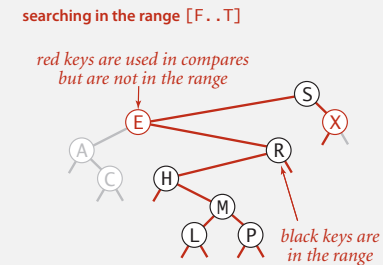 searching in the range [F..T]
red keys are used in compares
but are not in the range
S
E
X
A
R
C
H
M
L
P
black keys are
in the range